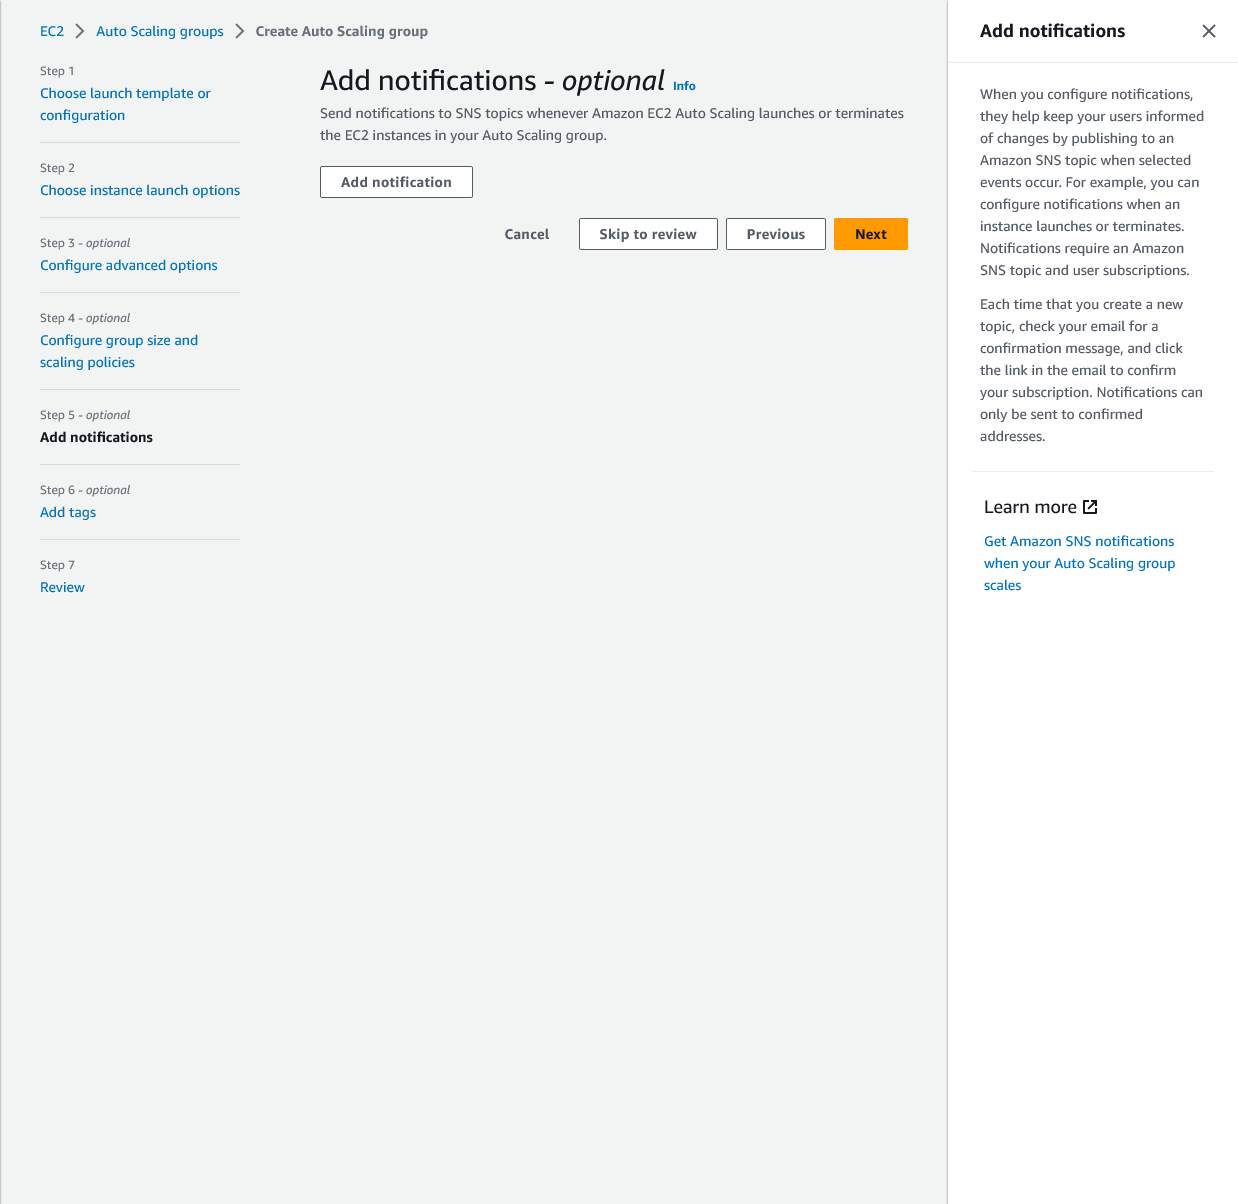 EC2 > Auto Scaling groups > Create Auto Scaling group
Step 1
Choose launch template or
configuration
Step 2
Choose instance launch options
Step 3 - optional
Configure advanced options
Step 4 - optional
Configure group size and
scaling policies
Step 5 - optional
Add notifications
Step 6 - optional
Add tags
Step 7
Review
Add notifications - optional Info
Send notifications to SNS topics whenever Amazon EC2 Auto Scaling launches or terminates
the EC2 instances in your Auto Scaling group.
Add notification
Cancel Skip to review Previous Next
Add notifications
When you configure notifications,
they help keep your users informed
of changes by publishing to an
Amazon SNS topic when selected
events occur. For example, you can
configure notifications when an
instance launches or terminates.
Notifications require an Amazon
SNS topic and user subscriptions.
Each time that you create a new
topic, check your email for a
confirmation message, and click
the link in the email to confirm
your subscription. Notifications can
only be sent to confirmed
addresses.
Learn more
Get Amazon SNS notifications
when your Auto Scaling group
scales